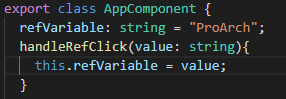 export class AppComponent {
refVariable: string = "ProArch";
handleRefClick(value: string){
this.refVariable = value;
}